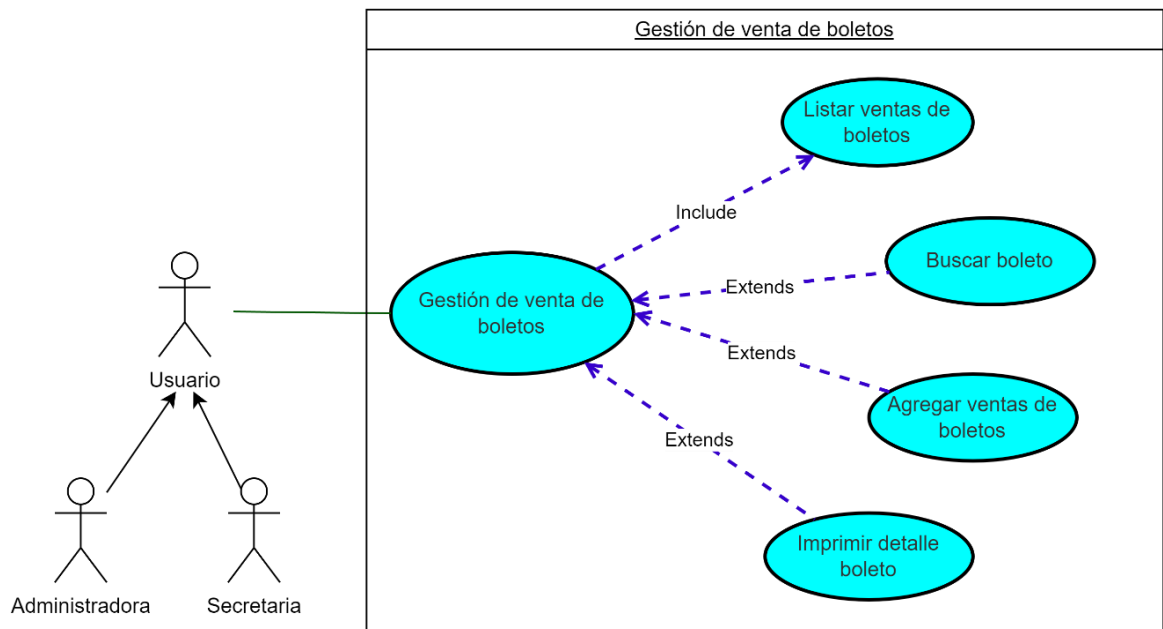 Gestión de venta de boletos
Listar ventas de
boletos
Include
Buscar boleto
Extends
Gestión de venta de
boletos
Extends
Usuario
Agregar ventas de
boletos
Extends
Imprimir detalle
boleto
Administradora
Secretaria